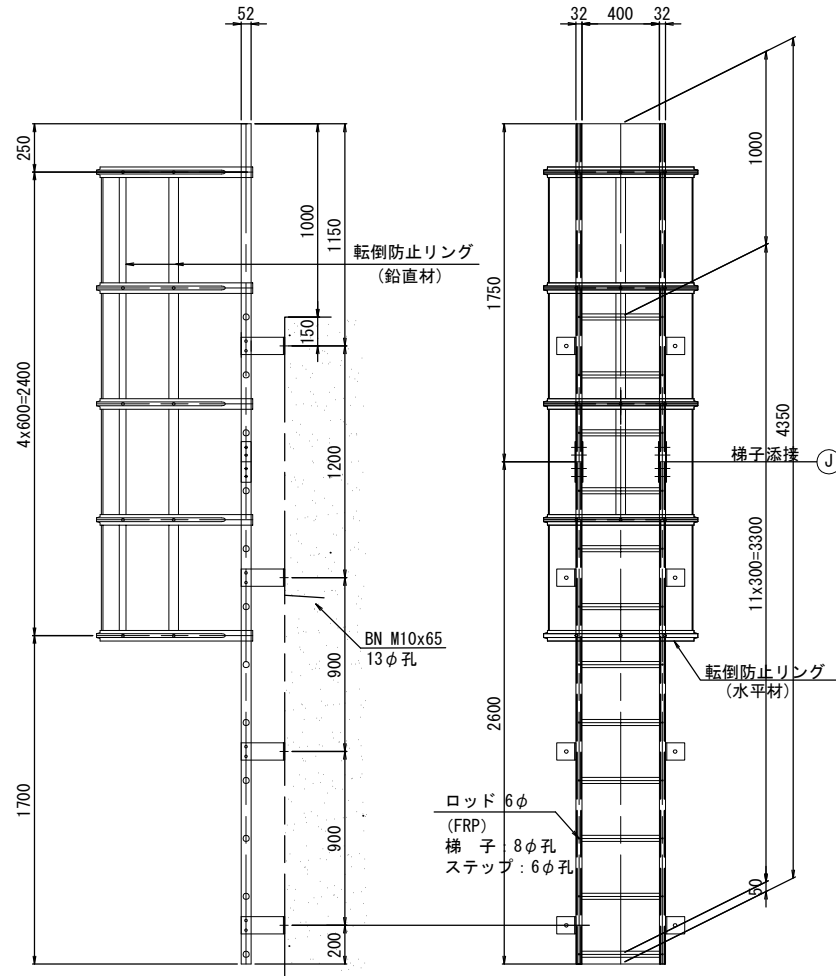 52
32
400
32
250
4x600=2400
1700
1000
150
1150
1200
900
900
200
転倒防止リング
(鉛直材)
BN M10x65
13φ孔
1750
2600
1000
4350
11x300=3300
50
梯子添接
J
転倒防止リング
(水平材)
ロッド 6φ
(FRP)
梯 子：8φ孔
ステップ：6φ孔